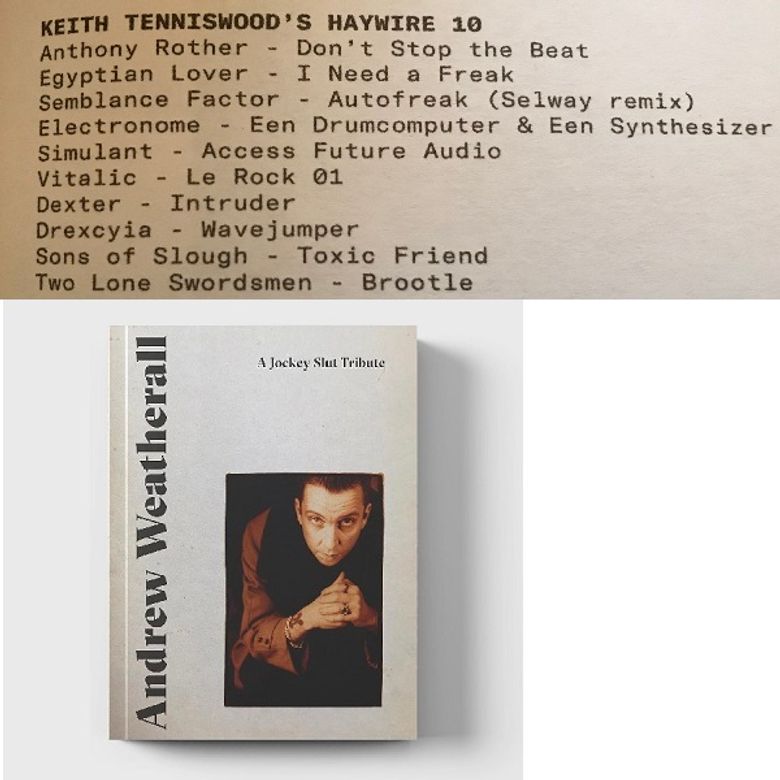 KEITH TENNISWOOD'S HAYWIRE 10
Anthony Rother - Don't Stop the Beat
Egyptian Lover - I Need a Freak
Semblance Factor - Autofreak (Selway remix)
Electronome - Een Drumcomputer & Een Synthesizer
Simulant - Access Future Audio
Vitalic - Le Rock 01
Dexter - Intruder
Drexcyia - Wavejumper
Sons of Slough - Toxic Friend
Two Lone Swordsmen - Brootle
A Jockey Slut Tribute
Andrew Weatherall